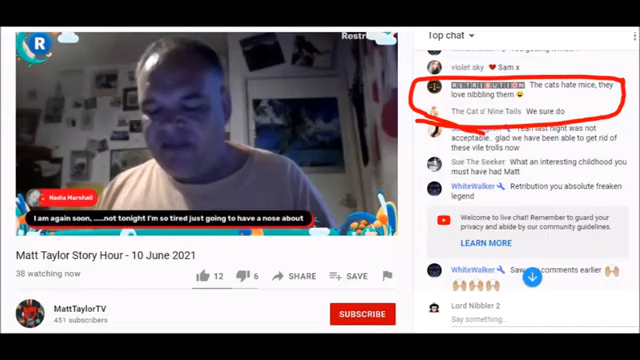 R
Restr
Nadia Marshall
I am again soon, .....not tonight I'm so tired just going to have a nose about
Matt Taylor Story Hour - 10 June 2021
38 watching now
12
6
SHARE
SAVE
MattTaylorTV
451 subscribers
SUBSCRIBE
Top chat
violet sky Sam x
RETRIBUTION The cats hate mice, they
love nibbling them
The Cat o' Nine Tails We sure do
Yeah last night was not
acceptable.. glad we have been able to get rid of
these vile trolls now
Sue The Seeker What an interesting childhood you
must have had Matt
WhiteWalker Retribution you absolute freaken
legend
Welcome to live chat! Remember to guard your
privacy and abide by our community guidelines.
LEARN MORE
WhiteWalker Saw comments earlier
Lord Nibbler 2
Say something...